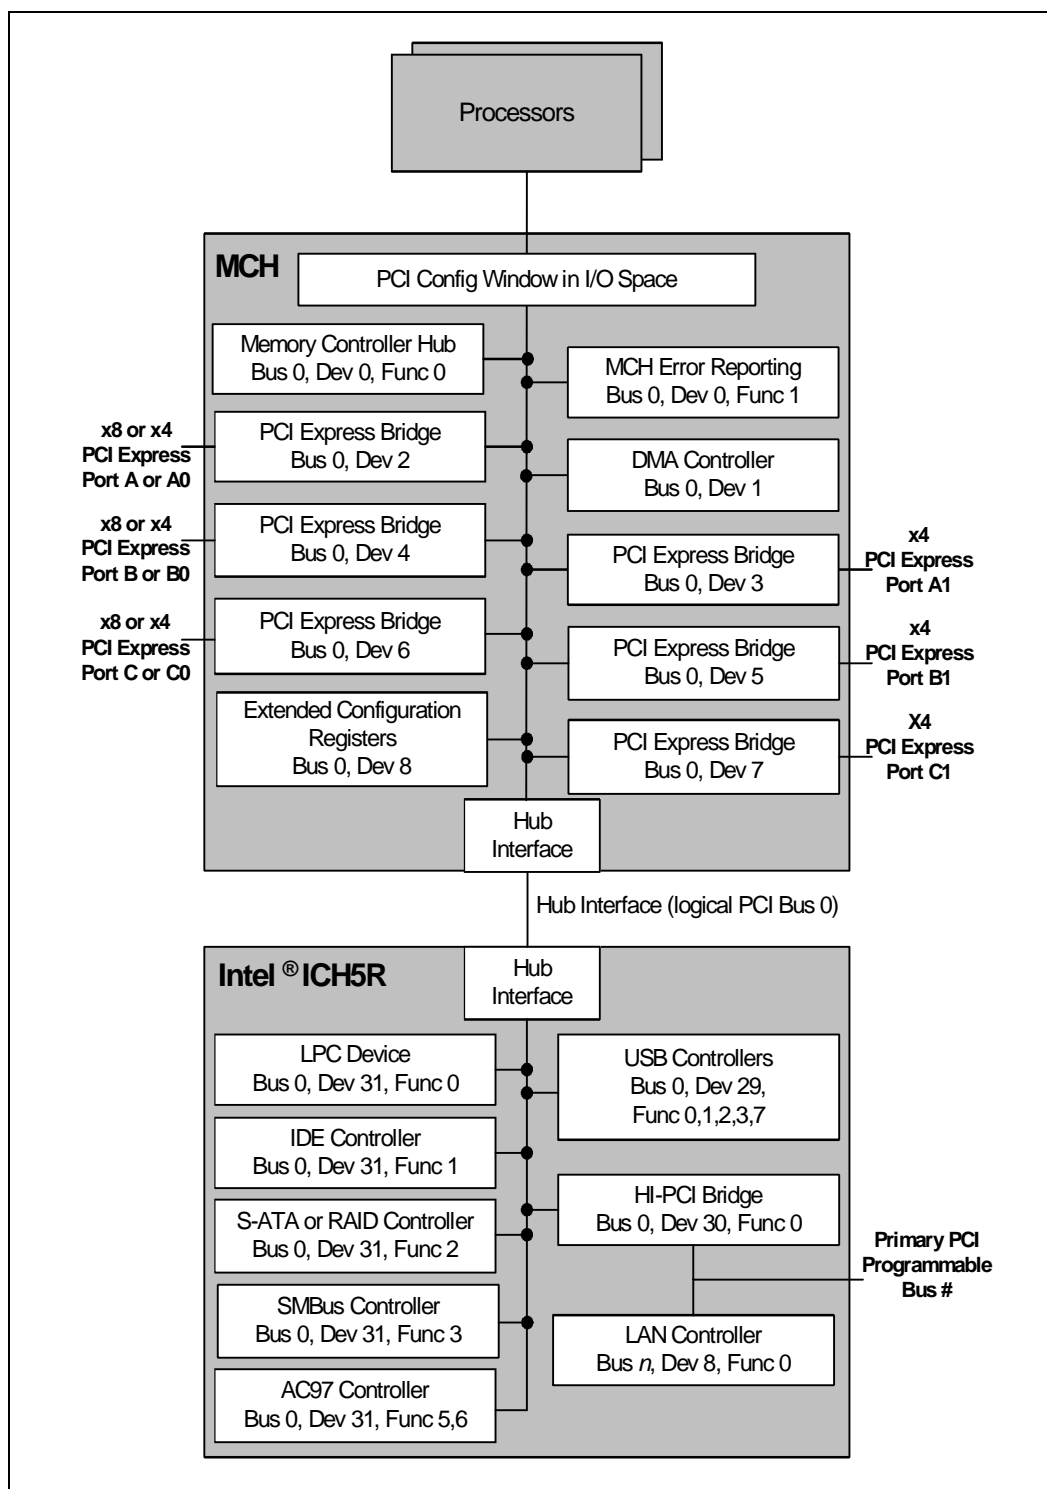 Processors
MCH
PCI Config Window in I/O Space
Memory Controller Hub
Bus 0, Dev 0, Func 0
MCH Error Reporting
Bus 0, Dev 0, Func 1
x8 or x4
PCI Express
Port A or A0
PCI Express Bridge
Bus 0, Dev 2
DMA Controller
Bus 0, Dev 1
x8 or x4
PCI Express
Port B or B0
PCI Express Bridge
Bus 0, Dev 4
PCI Express Bridge
Bus 0, Dev 3
x4
PCI Express
Port A1
x8 or x4
PCI Express
Port C or C0
PCI Express Bridge
Bus 0, Dev 6
PCI Express Bridge
Bus 0, Dev 5
x4
PCI Express
Port B1
Extended Configuration
Registers
Bus 0, Dev 8
PCI Express Bridge
Bus 0, Dev 7
X4
PCI Express
Port C1
Hub
Interface
Hub Interface (logical PCI Bus 0)
Intel ® ICH5R
Hub
Interface
LPC Device
Bus 0, Dev 31, Func 0
USB Controllers
Bus 0, Dev 29,
Func 0,1,2,3,7
IDE Controller
Bus 0, Dev 31, Func 1
HI-PCI Bridge
Bus 0, Dev 30, Func 0
S-ATA or RAID Controller
Bus 0, Dev 31, Func 2
Primary PCI
Programmable
Bus #
SMBus Controller
Bus 0, Dev 31, Func 3
LAN Controller
Bus n, Dev 8, Func 0
AC97 Controller
Bus 0, Dev 31, Func 5,6